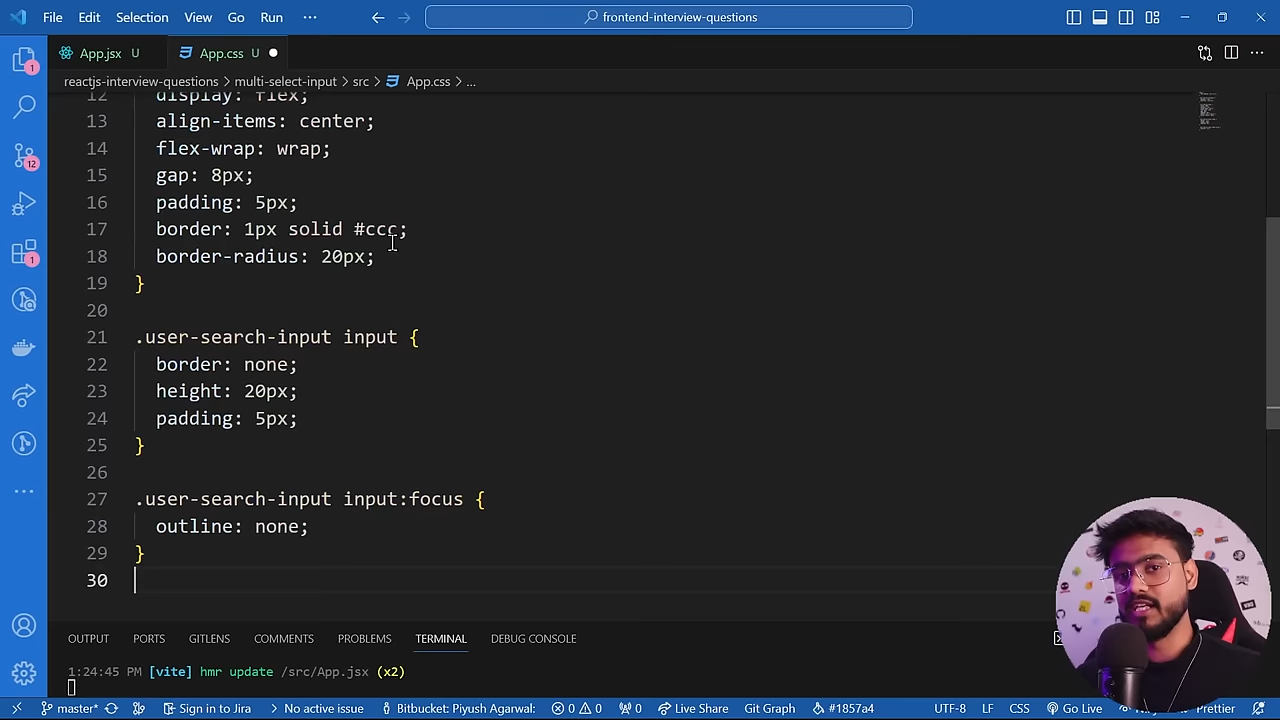 File Edit Selection View Go Run ··· frontend-interview-questions
App.jsx U App.css U
reactjs-interview-questions > multi-select-input > src > App.css > ...
12 display: flex;
13 align-items: center;
14 flex-wrap: wrap;
15 gap: 8px;
16 padding: 5px;
17 border: 1px solid #ccc;
18 border-radius: 20px;
19 }
20
21 .user-search-input input {
22 border: none;
23 height: 20px;
24 padding: 5px;
25 }
26
27 .user-search-input input:focus {
28 outline: none;
29 }
30
1
12
1
OUTPUT PORTS GITLENS COMMENTS PROBLEMS TERMINAL DEBUG CONSOLE
1:24:45 PM [vite] hmr update /src/App.jsx (x2)
master* Sign in to Jira No active issue Bitbucket: Piyush Agarwal: 0 0 0 Live Share Git Graph #1857a4 UTF-8 LF CSS Go Live Prettier